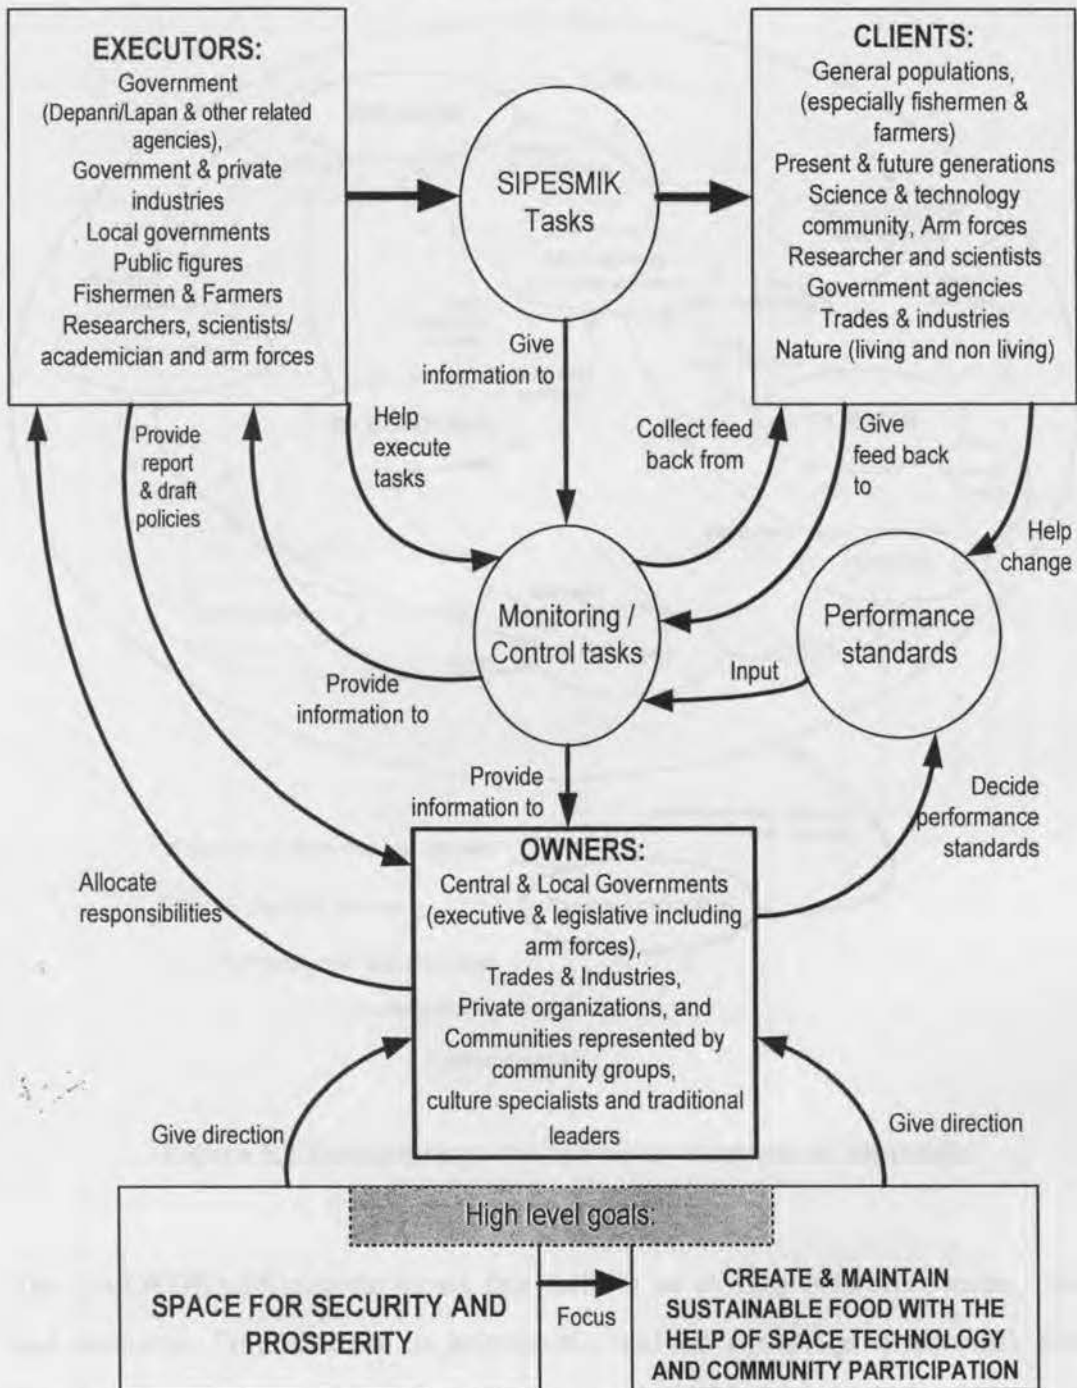 EXECUTORS:
Government
(Depanri/Lapan & other related
agencies),
Government & private
industries
Local governments
Public figures
Fishermen & Farmers
Researchers, scientists/
academician and arm forces
SIPESMIK
Tasks
CLIENTS:
General populations,
(especially fishermen &
farmers)
Present & future generations
Science & technology
community, Arm forces
Researcher and scientists
Government agencies
Trades & industries
Nature (living and non living)
Give
information to
Provide
report
& draft
policies
Help
execute
tasks
Collect feed
back from
Give
feed back
to
Help
change
Monitoring /
Control tasks
Performance
standards
Input
Provide
information to
Provide
information to
Decide
performance
standards
Allocate
responsibilities
OWNERS:
Central & Local Governments
(executive & legislative including
arm forces),
Trades & Industries,
Private organizations, and
Communities represented by
community groups,
culture specialists and traditional
leaders
Give direction
Give direction
High level goals:
SPACE FOR SECURITY AND
PROSPERITY
Focus
CREATE & MAINTAIN
SUSTAINABLE FOOD WITH THE
HELP OF SPACE TECHNOLOGY
AND COMMUNITY PARTICIPATION